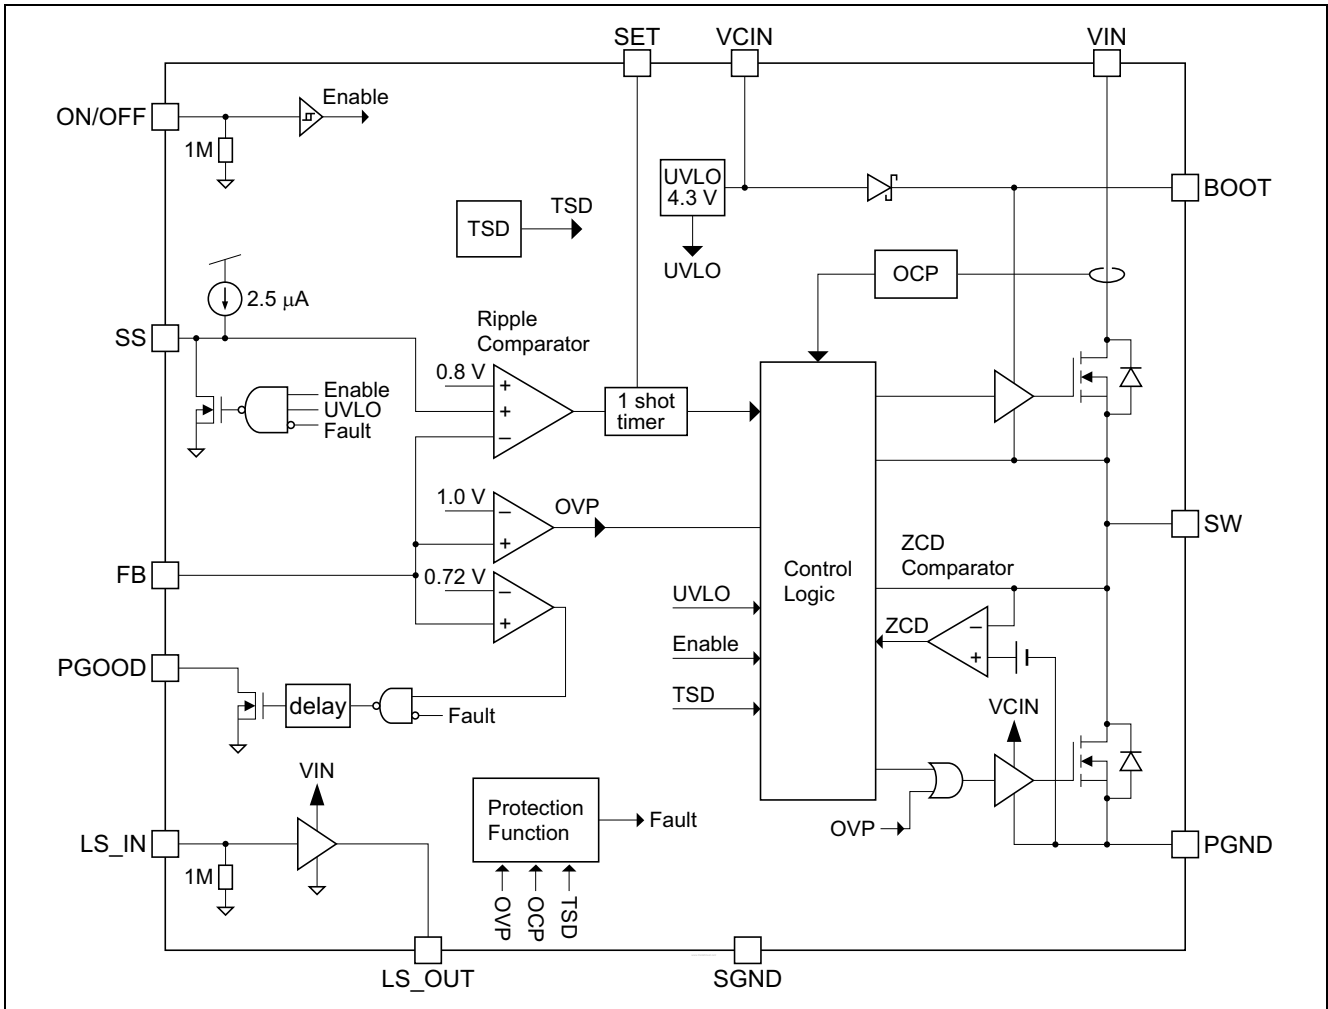 SET
VCIN
VIN
ON/OFF
Enable
1M
UVLO
4.3 V
BOOT
TSD
TSD
UVLO
OCP
2.5 μA
SS
Ripple
Comparator
0.8 V
+
+
−
1 shot
timer
Enable
UVLO
Fault
1.0 V
−
+
OVP
SW
ZCD
Comparator
FB
0.72 V
−
+
Control
Logic
UVLO
Enable
TSD
ZCD
−
+
PGOOD
delay
Fault
VCIN
VIN
Protection
Function
Fault
OVP
LS_IN
1M
PGND
OVP
OCP
TSD
LS_OUT
SGND